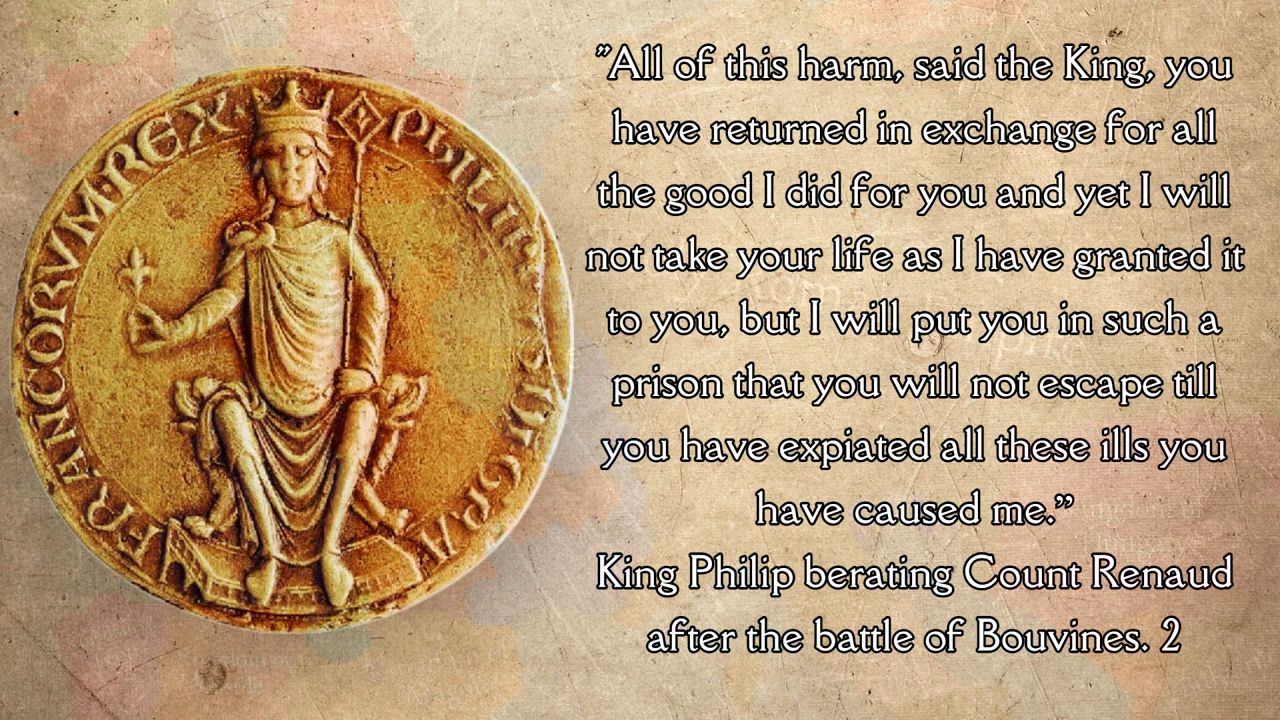 PHILIPPVS DI GRA
FRANCORVM REX
"All of this harm, said the King, you
have returned in exchange for all
the good I did for you and yet I will
not take your life as I have granted it
to you, but I will put you in such a
prison that you will not escape till
you have expiated all these ills you
have caused me.”
King Philip berating Count Renaud
after the battle of Bouvines. 2